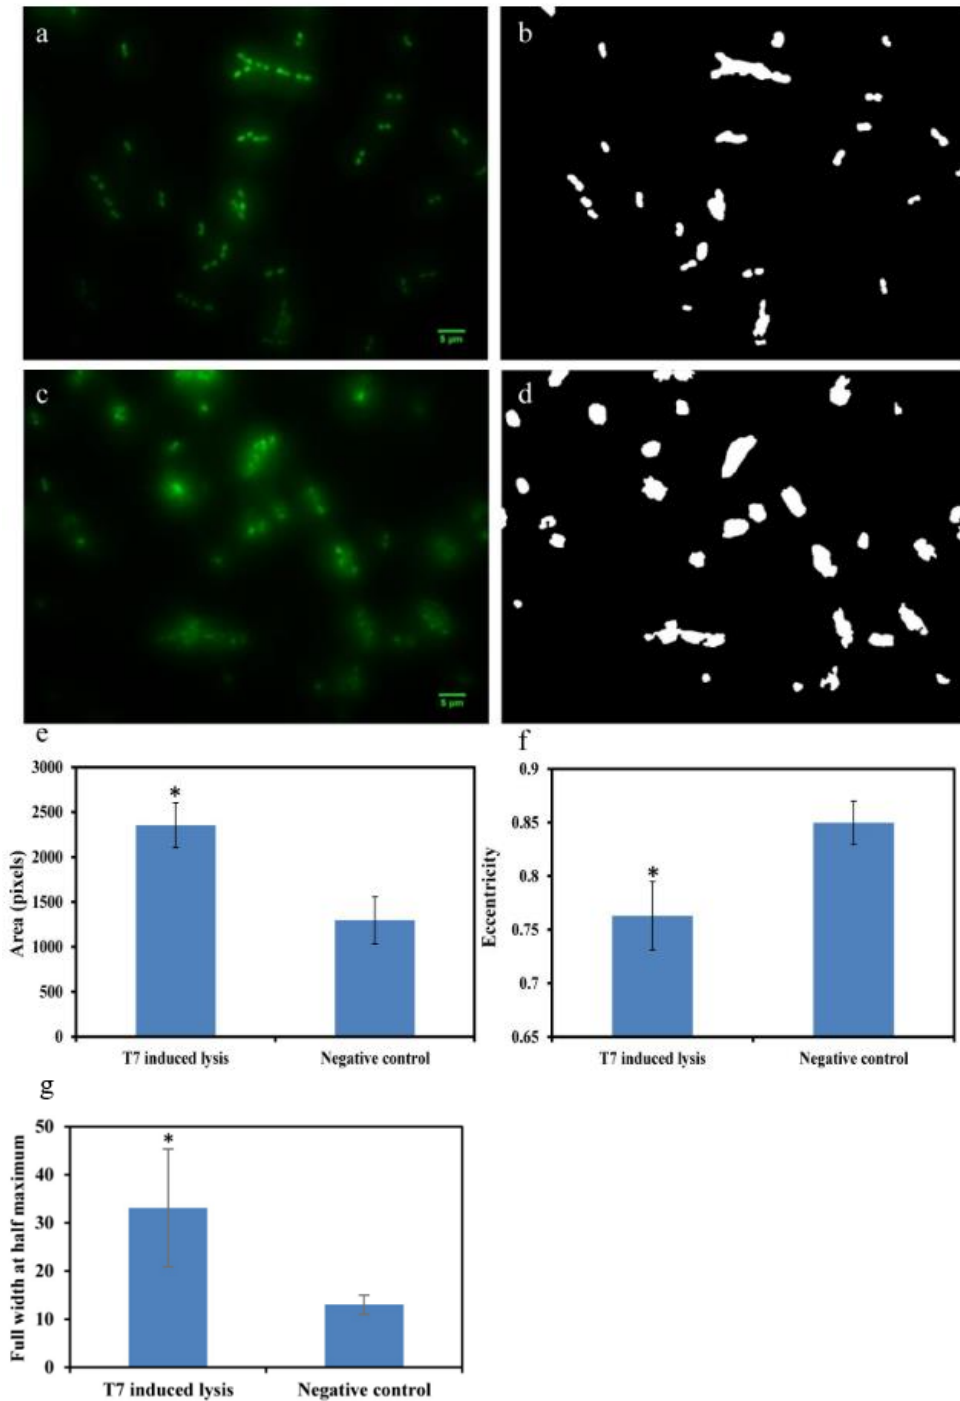 a
b
5 μm
c
d
5 μm
e
f
3000
2500
2000
1500
1000
500
0
Area (pixels)
*
T7 induced lysis
Negative control
0.9
0.85
0.8
0.75
0.7
0.65
Eccentricity
*
T7 induced lysis
Negative control
g
50
40
30
20
10
0
Full width at half maximum
*
T7 induced lysis
Negative control